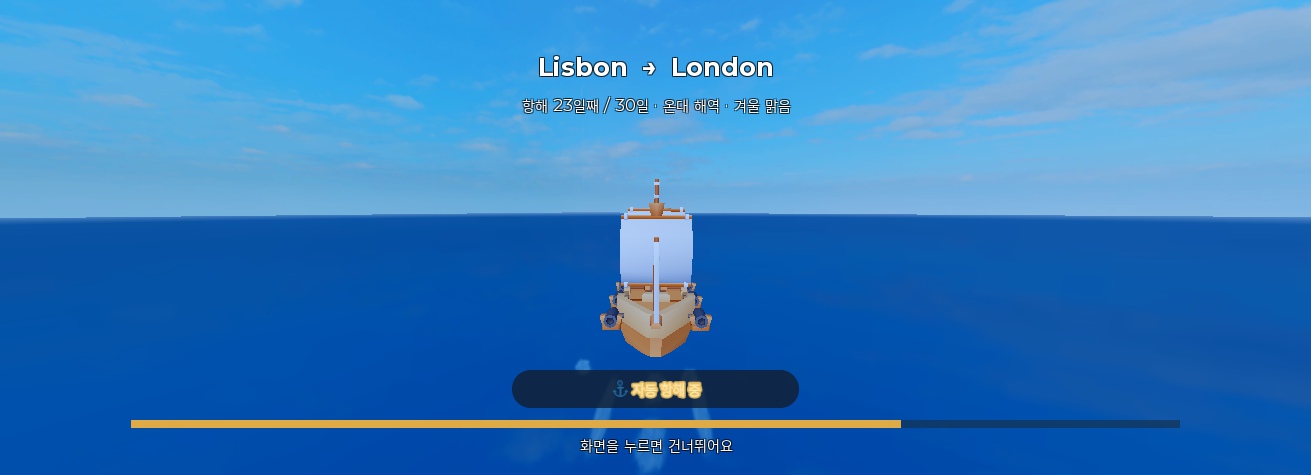 Lisbon → London
항해 23일째 / 30일 · 온대 해역 · 겨울 맑음
⚓ 자동 항해 중
화면을 누르면 건너뛰어요